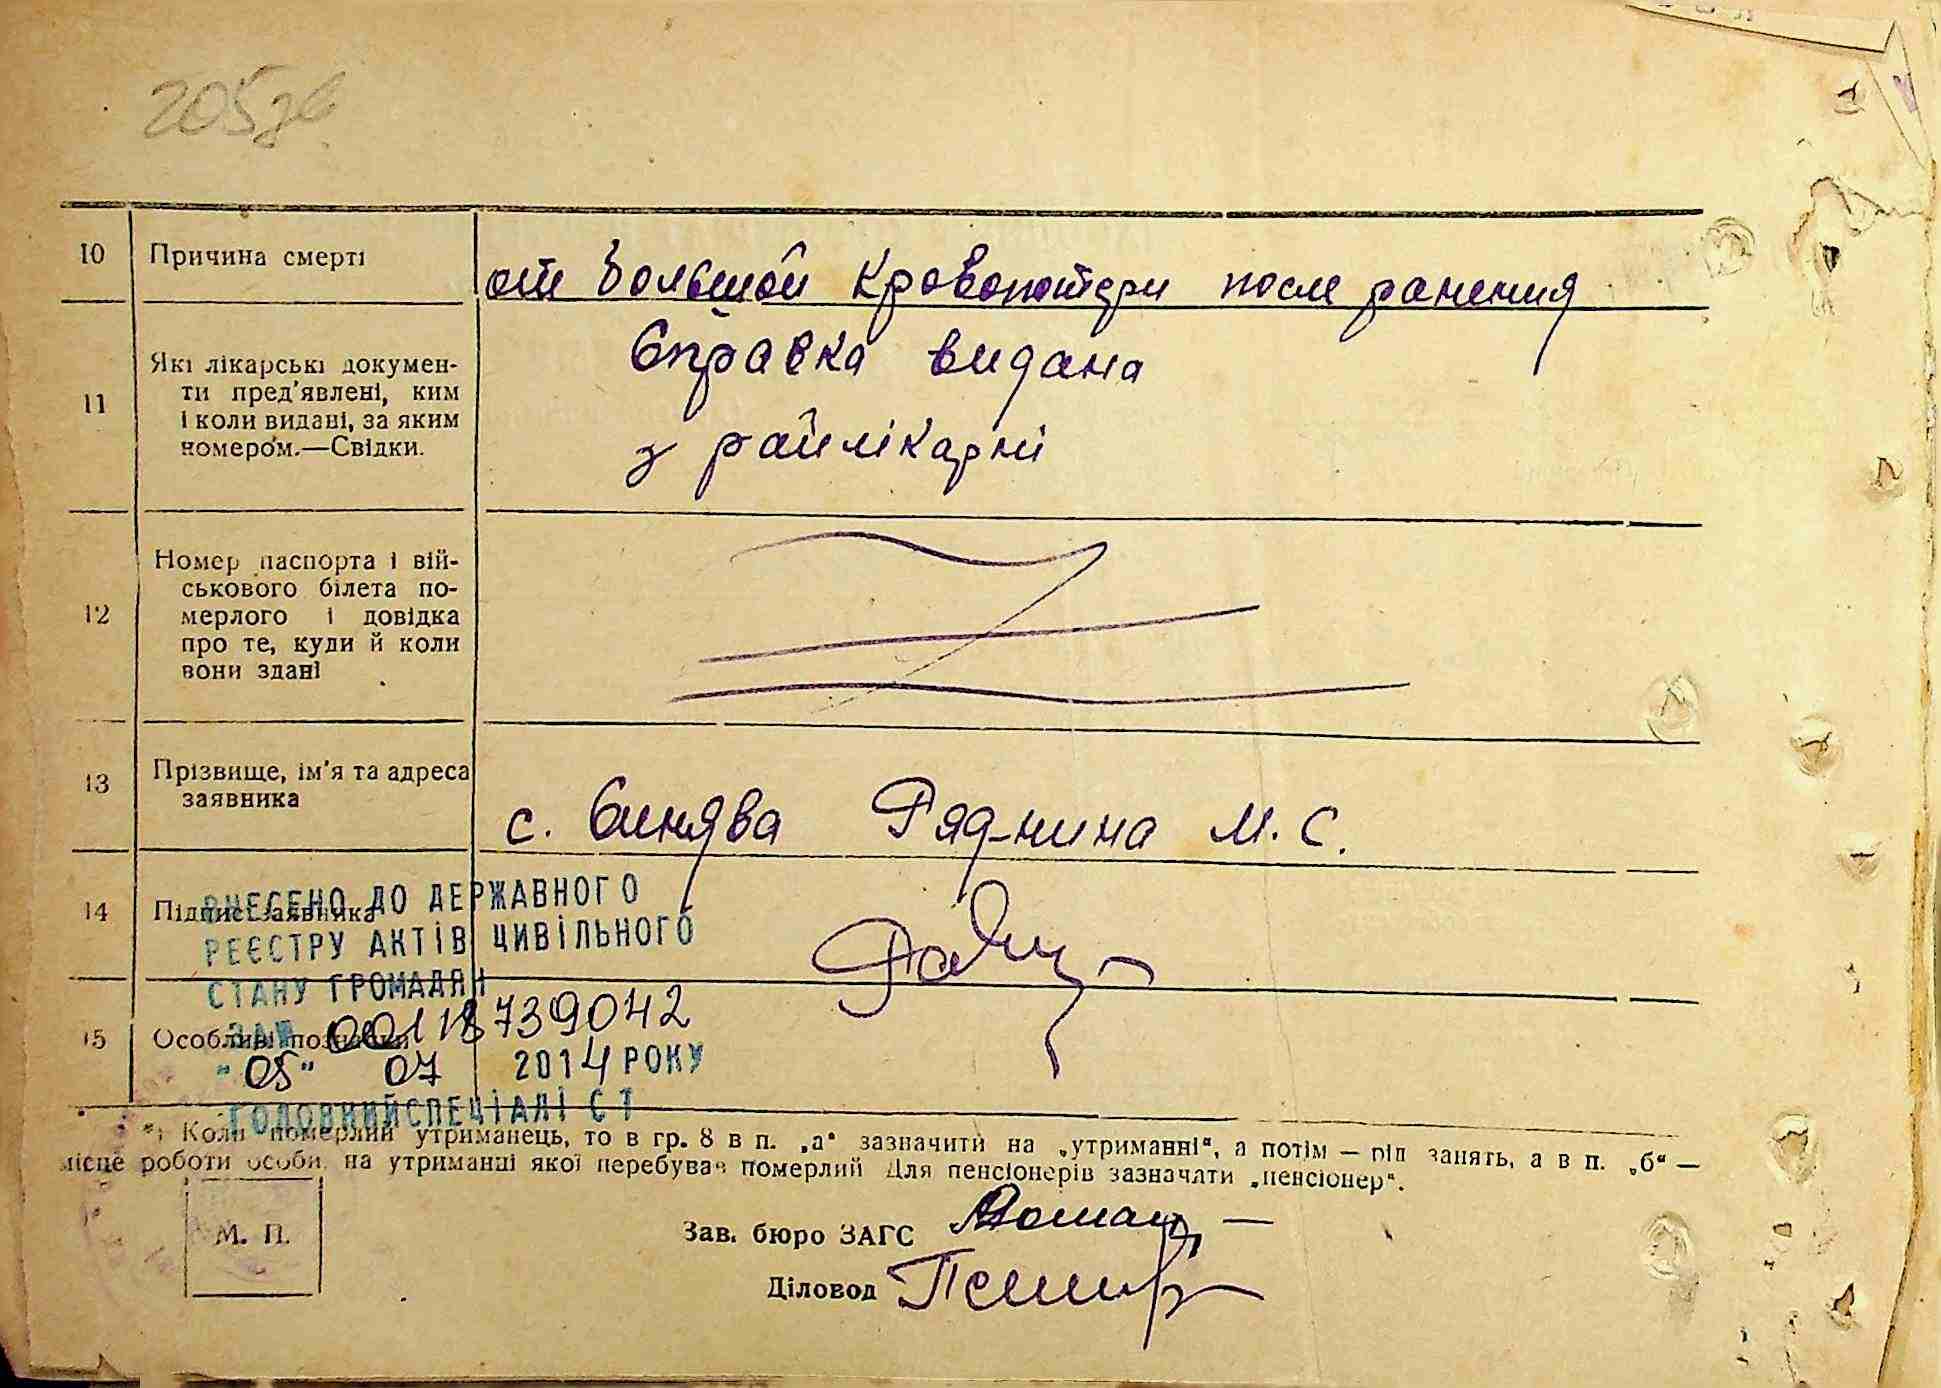 205зв
10 Причина смерті от большой кровопотери после ранения
11 Які лікарські докумен-
ти пред'явлені, ким
і коли видані, за яким
номером.—Свідки.
Справка видана
з райлікарні
12 Номер паспорта і вій-
ськового білета по-
мерлого і довідка
про те, куди й коли
вони здані
13 Прізвище, ім'я та адреса
заявника
с. Синява Ряднина М. С.
14 Підпис заявника
ВНЕСЕНО ДО ДЕРЖАВНОГО
РЕЄСТРУ АКТІВ ЦИВІЛЬНОГО
СТАНУ ГРОМАДЯН
15 Особливі познаки
"05" 07 2014 РОКУ
ГОЛОВНИЙ СПЕЦІАЛІСТ
*) Коли померлий утриманець, то в гр. 8 в п. „а“ зазначити на „утриманні“, а потім — рід занять, а в п. „б“ —
місце роботи особи, на утриманні якої перебував померлий Для пенсіонерів зазначати „пенсіонер“.
М. П.
Зав. бюро ЗАГС
Діловод